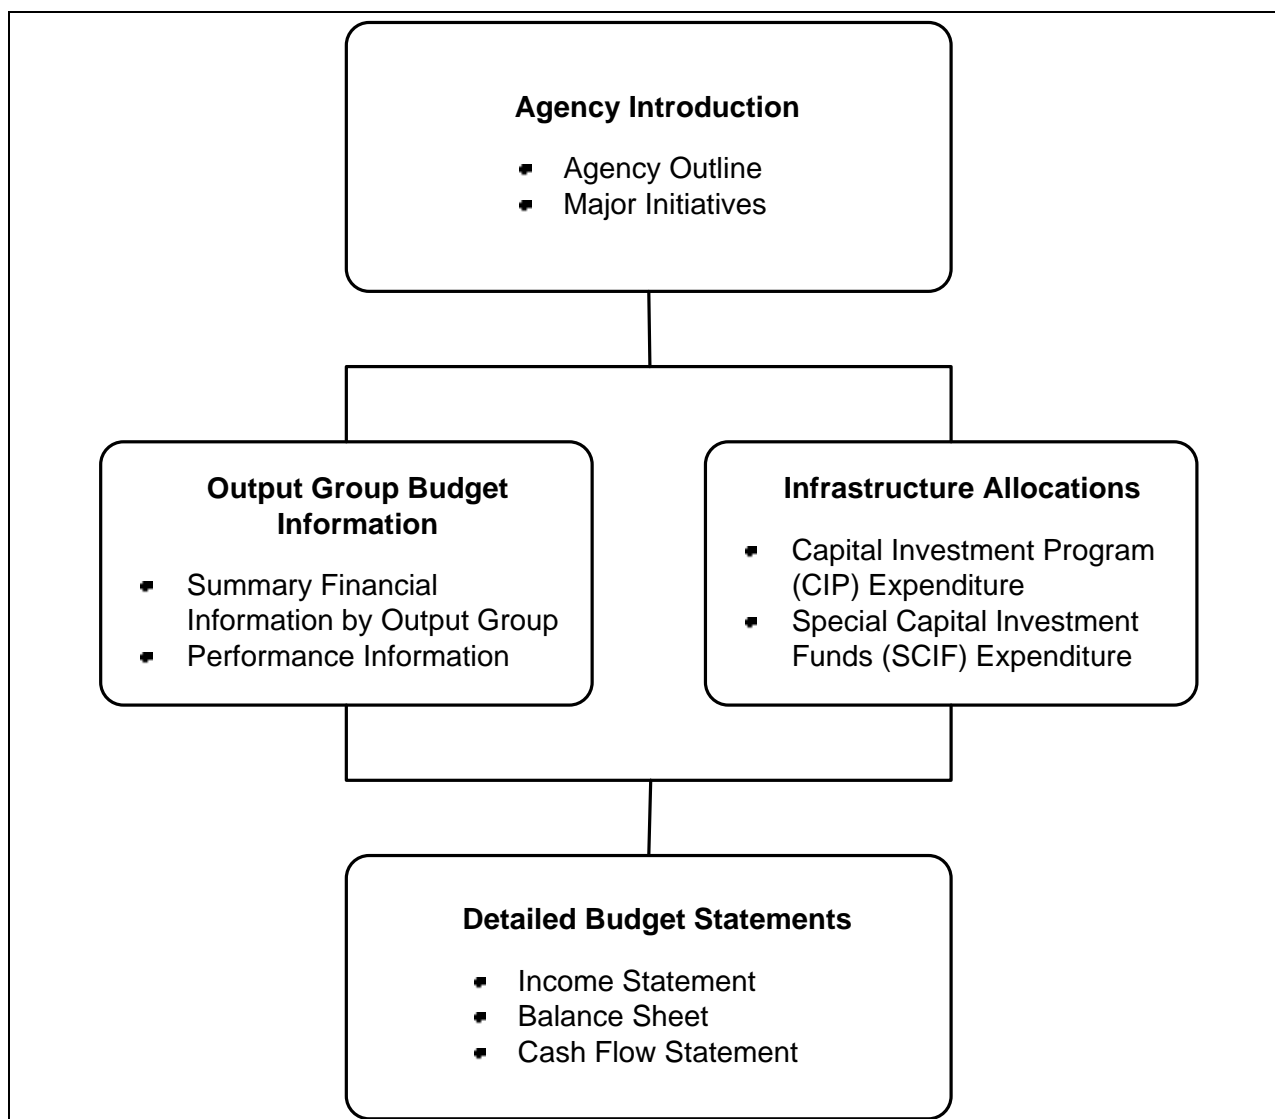 Agency Introduction
▪ Agency Outline
▪ Major Initiatives
Output Group Budget
Information
▪ Summary Financial
Information by Output Group
▪ Performance Information
Infrastructure Allocations
▪ Capital Investment Program
(CIP) Expenditure
▪ Special Capital Investment
Funds (SCIF) Expenditure
Detailed Budget Statements
▪ Income Statement
▪ Balance Sheet
▪ Cash Flow Statement